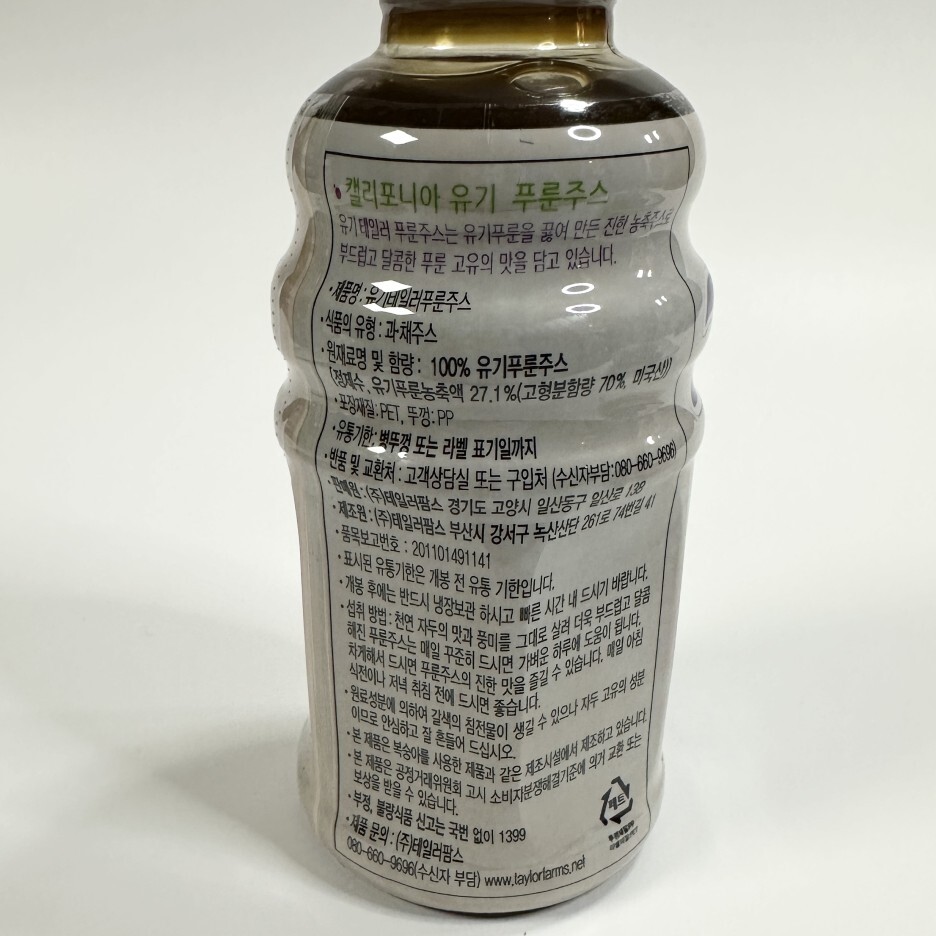 캘리포니아 유기 푸룬주스
유기 테일러 푸룬주스는 유기푸룬을 끓여 만든 진한 농축주스로
부드럽고 달콤한 푸룬 고유의 맛을 담고 있습니다.
· 제품명 : 유기테일러푸룬주스
· 식품의 유형 : 과·채주스
· 원재료명 및 함량 : 100% 유기푸룬주스
(정제수, 유기푸룬농축액 27.1%(고형분함량 70%, 미국산))
· 포장재질: PET, 뚜껑: PP
· 유통기한: 병뚜껑 또는 라벨 표기일까지
· 반품 및 교환처 : 고객상담실 또는 구입처 (수신자부담:080-660-9696)
· 판매원 : (주)테일러팜스 경기도 고양시 일산동구 일산로 138
· 제조원 : (주)테일러팜스 부산시 강서구 녹산산단 261로 74번길 41
· 품목보고번호 : 201101491141
· 표시된 유통기한은 개봉 전 유통 기한입니다.
· 개봉 후에는 반드시 냉장보관 하시고 빠른 시간 내 드시기 바랍니다.
· 섭취 방법 : 천연 자두의 맛과 풍미를 그대로 살려 더욱 부드럽고 달콤
해진 푸룬주스는 매일 꾸준히 드시면 가벼운 하루에 도움이 됩니다.
차게해서 드시면 푸룬주스의 진한 맛을 즐길 수 있습니다. 매일 아침
식전이나 저녁 취침 전에 드시면 좋습니다.
· 원료성분에 의하여 갈색의 침전물이 생길 수 있으나 자두 고유의 성분
이므로 안심하고 잘 흔들어 드십시오.
· 본 제품은 복숭아를 사용한 제품과 같은 제조시설에서 제조하고 있습니다.
· 본 제품은 공정거래위원회 고시 소비자분쟁해결기준에 의거 교환 또는
보상을 받을 수 있습니다.
· 부정, 불량식품 신고는 국번 없이 1399
· 제품 문의 : (주)테일러팜스
080-660-9696(수신자 부담) www.taylorfarms.net
페트